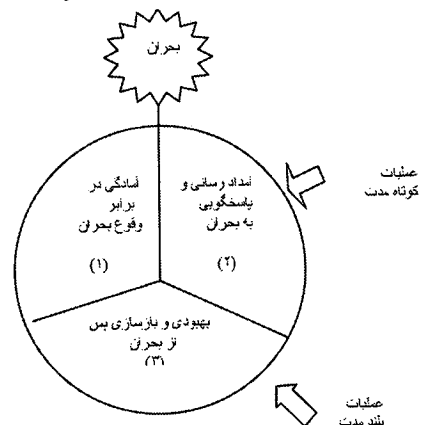 بحران
آمادگی در
برابر
وقوع بحران
(۱)
امداد رسانی و
پاسخگویی
به بحران
(۲)
بهبودی و بازسازی پس
از بحران
(۳)
عملیات
کوتاه مدت
عملیات
بلند مدت